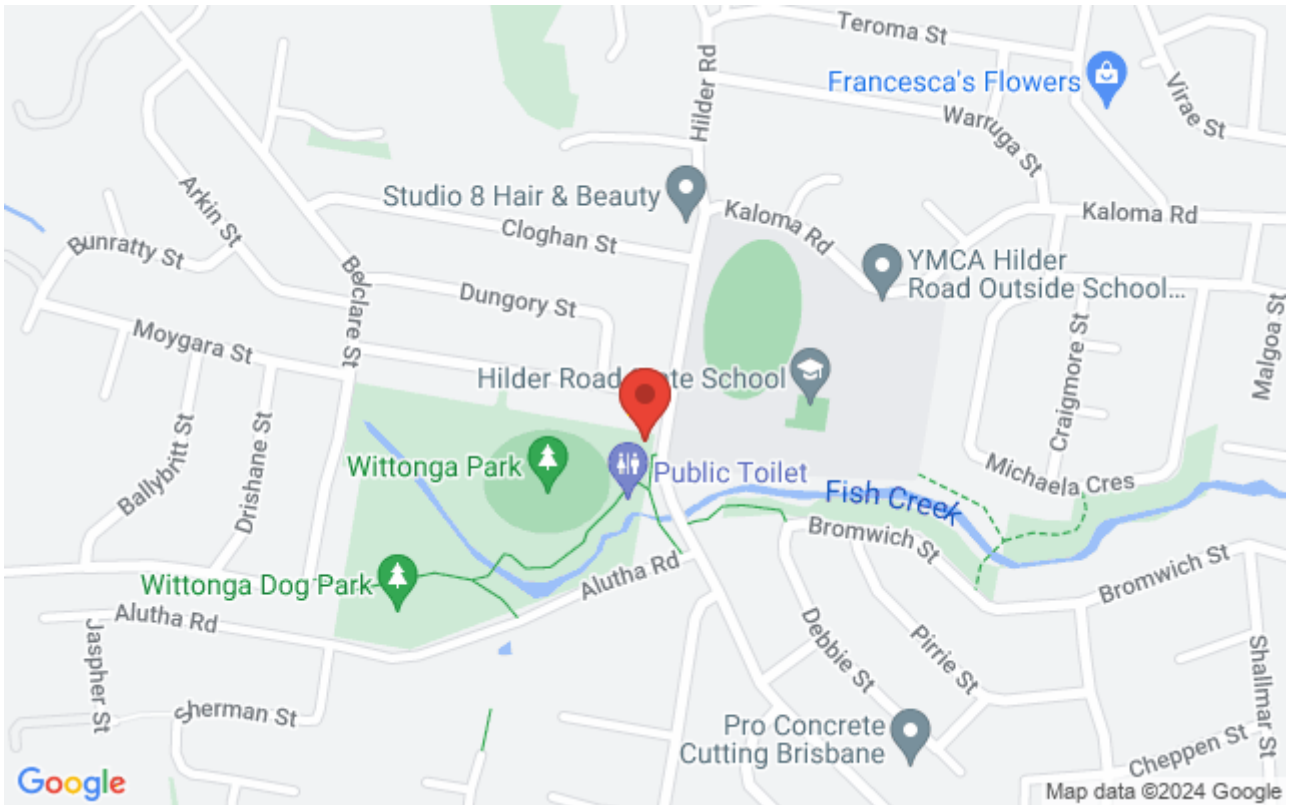 Teroma St
Hilder Rd
Francesca's Flowers
Virae St
Warruga St
Arkin St
Studio 8 Hair & Beauty
Kaloma Rd
Kaloma Rd
Cloghan St
Bunratty St
Belclare St
YMCA Hilder
Road Outside School...
Dungory St
Moygara St
Craigmore St
Malgoa St
Hilder Road State School
Ballybritt St
Drishane St
Wittonga Park
Public Toilet
Michaela Cres
Fish Creek
Bromwich St
Bromwich St
Wittonga Dog Park
Alutha Rd
Alutha Rd
Jaspher St
Debbie St
Pirrie St
Shallmar St
Sherman St
Pro Concrete
Cutting Brisbane
Cheppen St
Google
Map data ©2024 Google